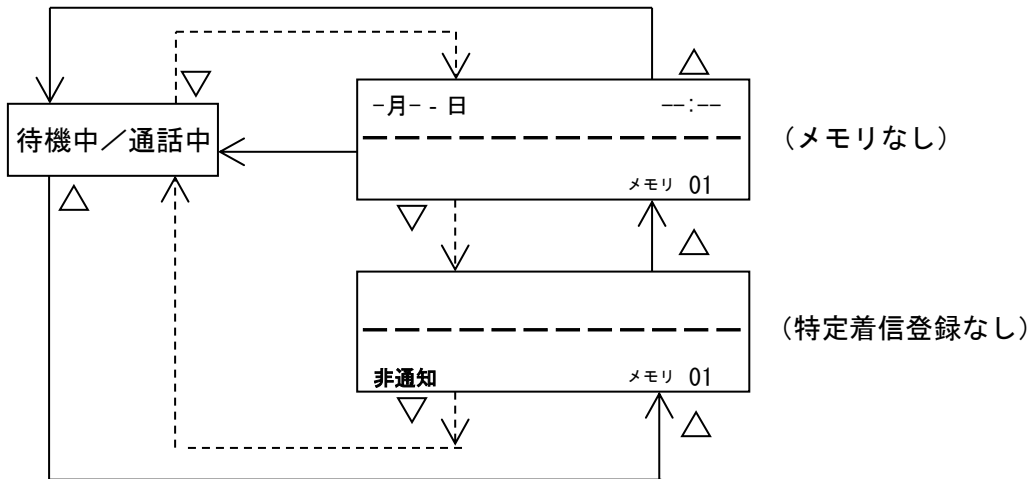 -月--日 --:--
待機中／通話中
（メモリなし）
メモリ 01
（特定着信登録なし）
非通知 メモリ 01